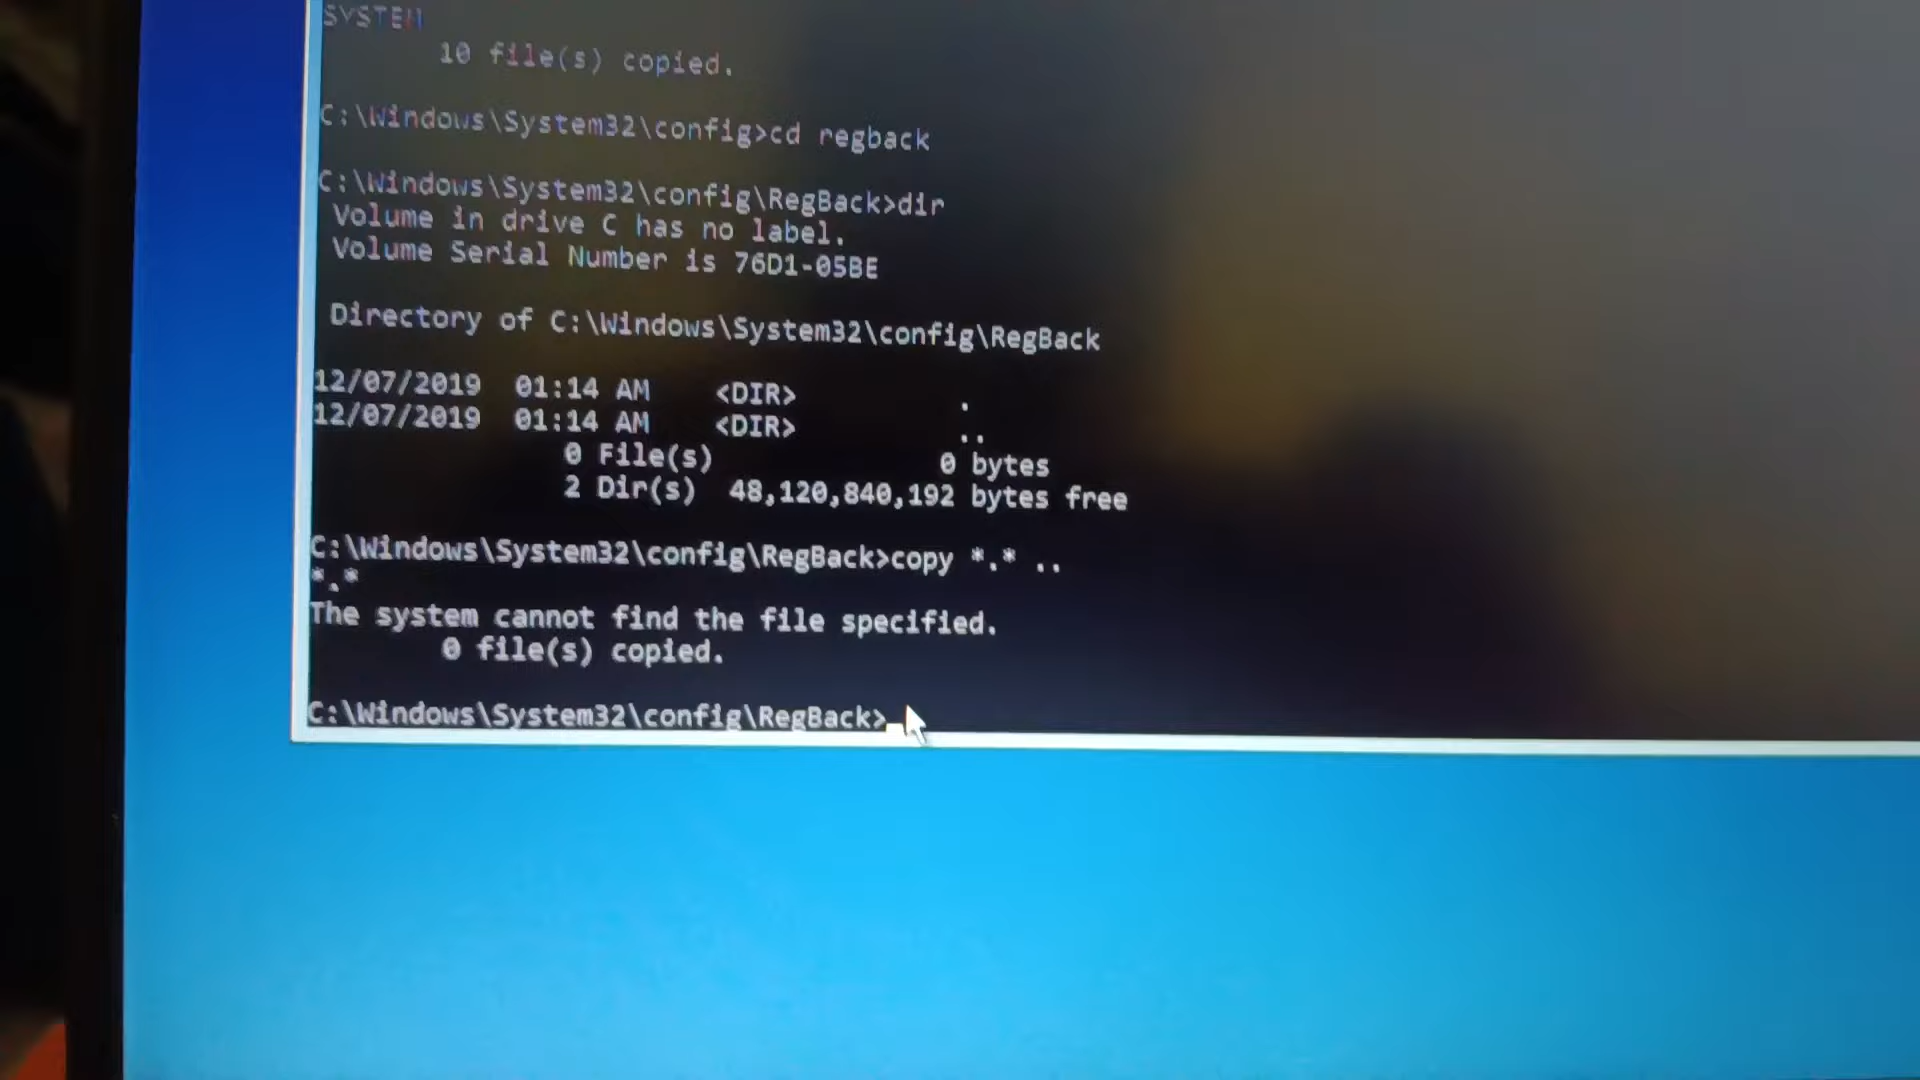 SYSTEM
10 file(s) copied.
C:\Windows\System32\config>cd regback
C:\Windows\System32\config\RegBack>dir
Volume in drive C has no label.
Volume Serial Number is 76D1-05BE
Directory of C:\Windows\System32\config\RegBack
12/07/2019 01:14 AM <DIR> .
12/07/2019 01:14 AM <DIR> ..
0 File(s) 0 bytes
2 Dir(s) 48,120,840,192 bytes free
C:\Windows\System32\config\RegBack>copy *.* ..
*.*
The system cannot find the file specified.
0 file(s) copied.
C:\Windows\System32\config\RegBack>_